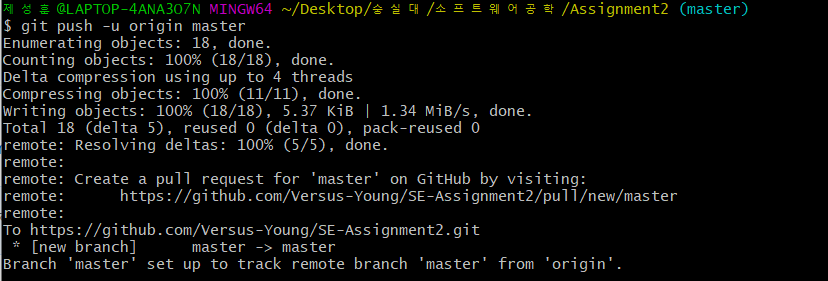 제성훈@LAPTOP-4ANA3O7N MINGW64 ~/Desktop/숭실대/소프트웨어공학/Assignment2 (master)
$ git push -u origin master
Enumerating objects: 18, done.
Counting objects: 100% (18/18), done.
Delta compression using up to 4 threads
Compressing objects: 100% (11/11), done.
Writing objects: 100% (18/18), 5.37 KiB | 1.34 MiB/s, done.
Total 18 (delta 5), reused 0 (delta 0), pack-reused 0
remote: Resolving deltas: 100% (5/5), done.
remote:
remote: Create a pull request for 'master' on GitHub by visiting:
remote:      https://github.com/Versus-Young/SE-Assignment2/pull/new/master
remote:
To https://github.com/Versus-Young/SE-Assignment2.git
 * [new branch]      master -> master
Branch 'master' set up to track remote branch 'master' from 'origin'.